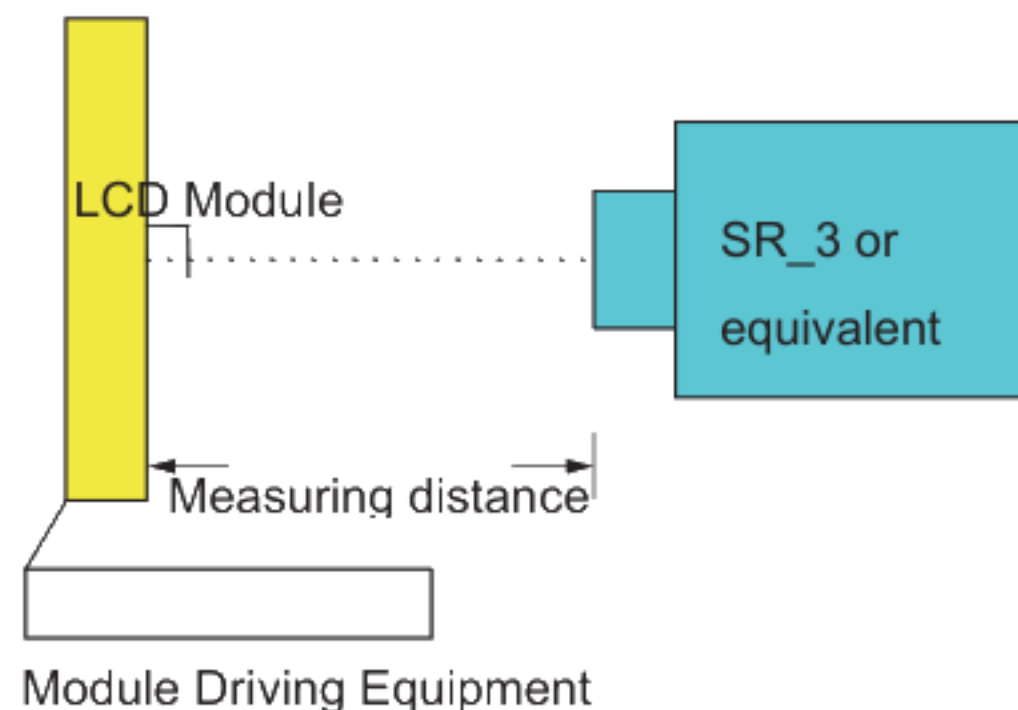 LCD Module
SR_3 or
equivalent
Measuring distance
Module Driving Equipment